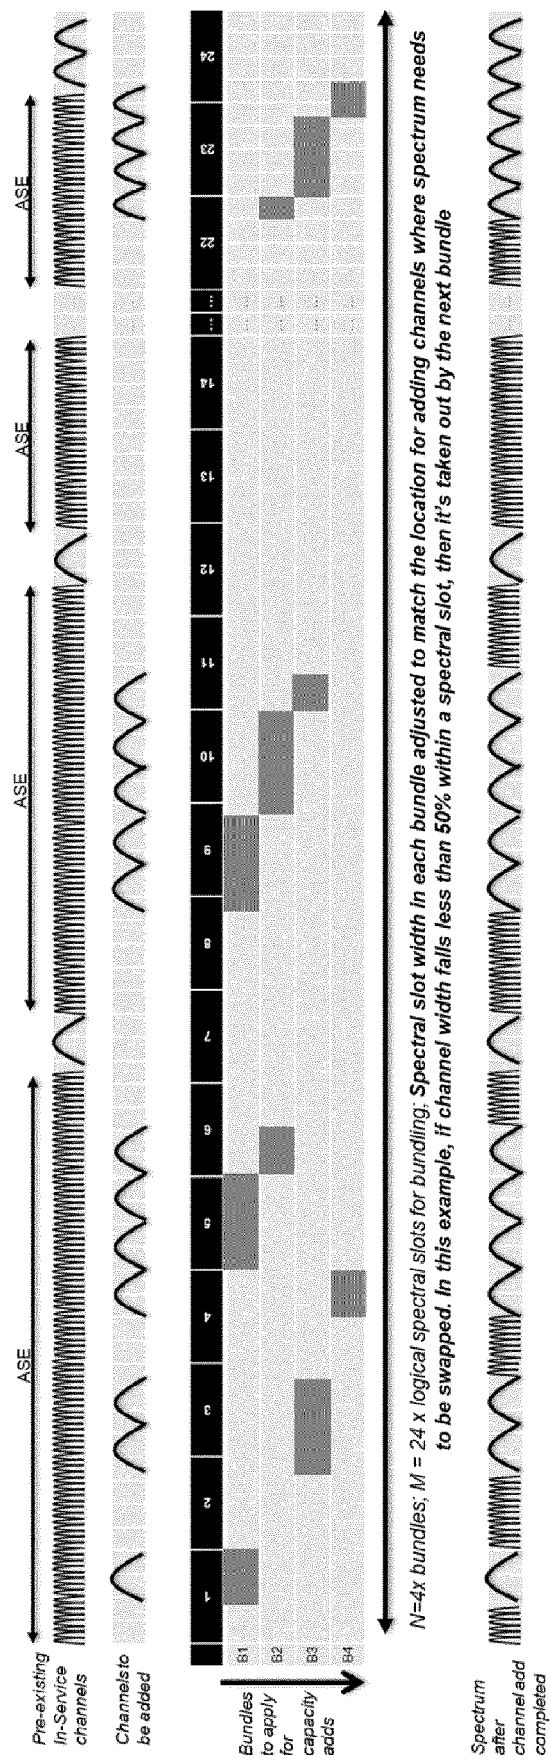 Pre-existing
In-Service
channels
ASE
ASE
ASE
ASE
Channels to
be added
1
2
3
4
5
6
7
8
9
10
11
12
13
14
...
...
22
23
24
Bundles
to apply
for
capacity
adds
B1
B2
B3
B4
N=4x bundles; M = 24 x logical spectral slots for bundling; Spectral slot width in each bundle adjusted to match the location for adding channels where spectrum needs
to be swapped. In this example, if channel width falls less than 50% within a spectral slot, then it's taken out by the next bundle
Spectrum
after
channel add
completed